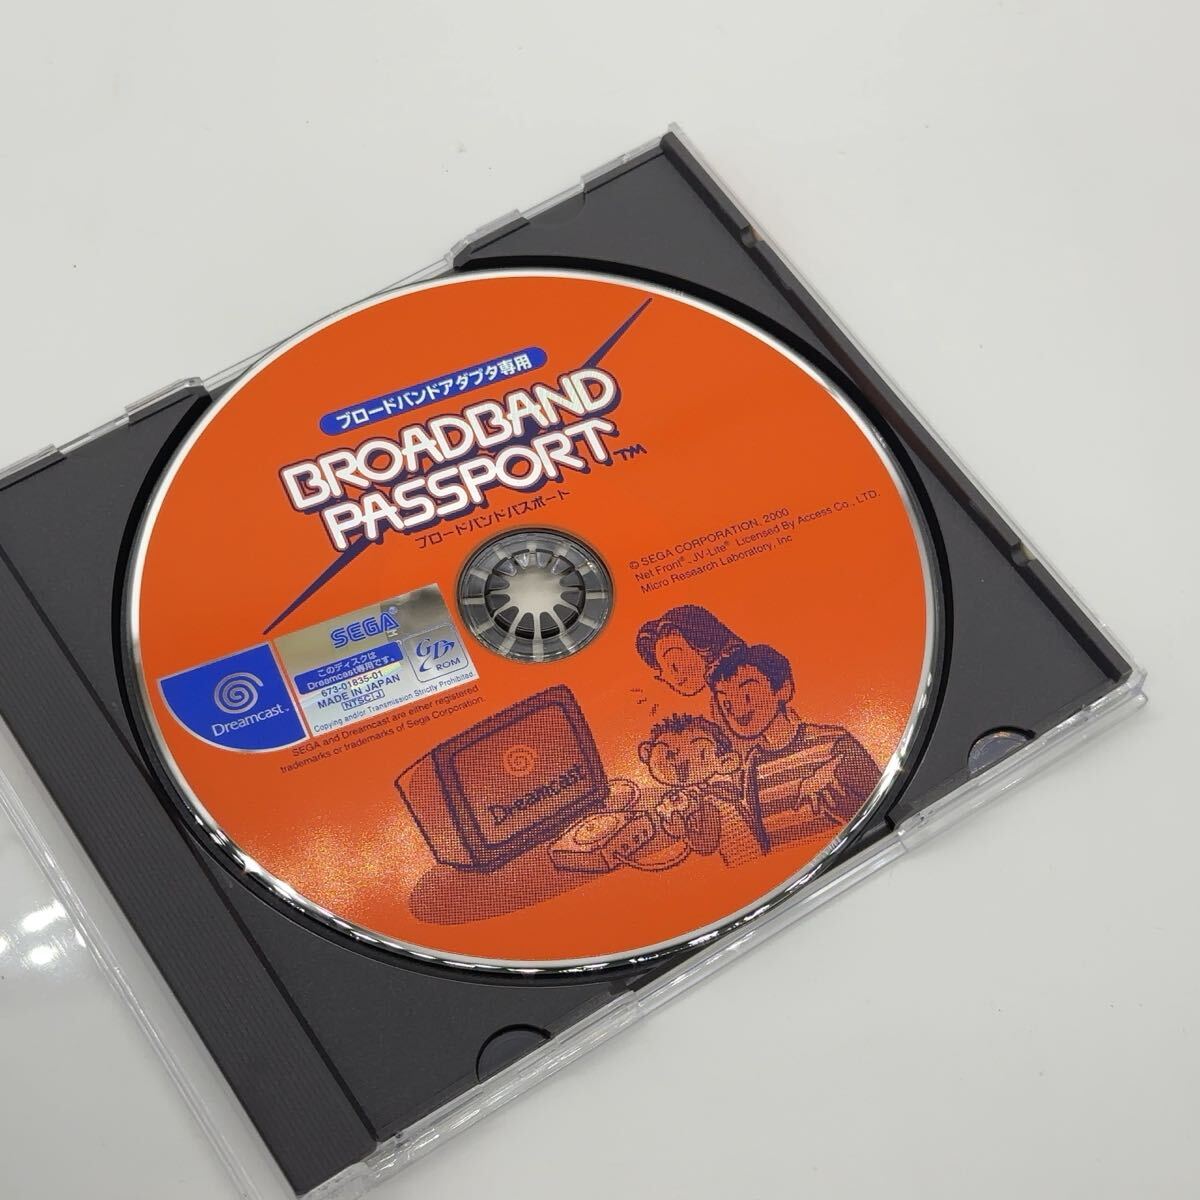 ブロードバンドアダプタ専用
BROADBAND
PASSPORT™
ブロードバンドパスポート
© SEGA CORPORATION, 2000
Net Front®, JV-Lite® Licensed By Access Co., LTD.
Micro Research Laboratory, Inc
Dreamcast™
SEGA
このディスクは
Dreamcast専用です。
673-01835-01
MADE IN JAPAN
NTSC J
Copying and/or Transmission Strictly Prohibited.
GD
ROM
SEGA and Dreamcast are either registered
trademarks or trademarks of Sega Corporation.
Dreamcast